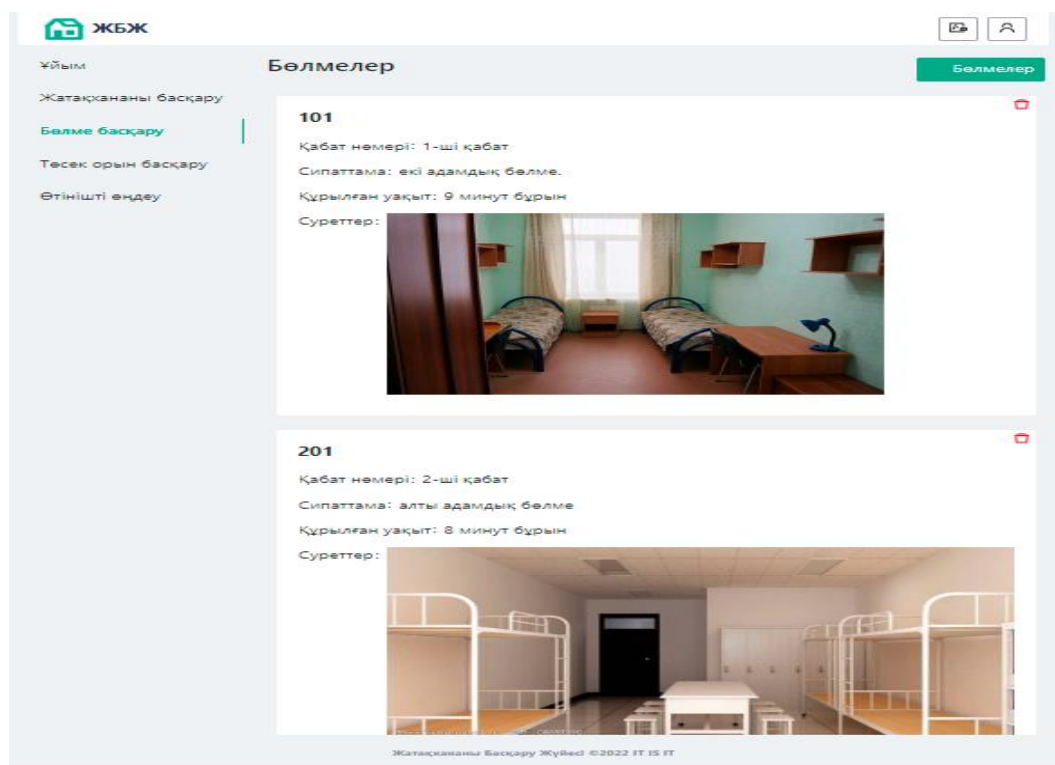 ЖБЖ
Ұйым
Жатақхананы басқару
Бөлме басқару
Төсек орын басқару
Өтінішті өңдеу
Бөлмелер
Бөлмелер
101
Қабат нөмері: 1-ші қабат
Сипаттама: екі адамдық бөлме.
Құрылған уақыт: 9 минут бұрын
Суреттер:
201
Қабат нөмері: 2-ші қабат
Сипаттама: алты адамдық бөлме
Құрылған уақыт: 8 минут бұрын
Суреттер:
Жатақхананы Басқару Жүйесі ©2022 IT IS IT